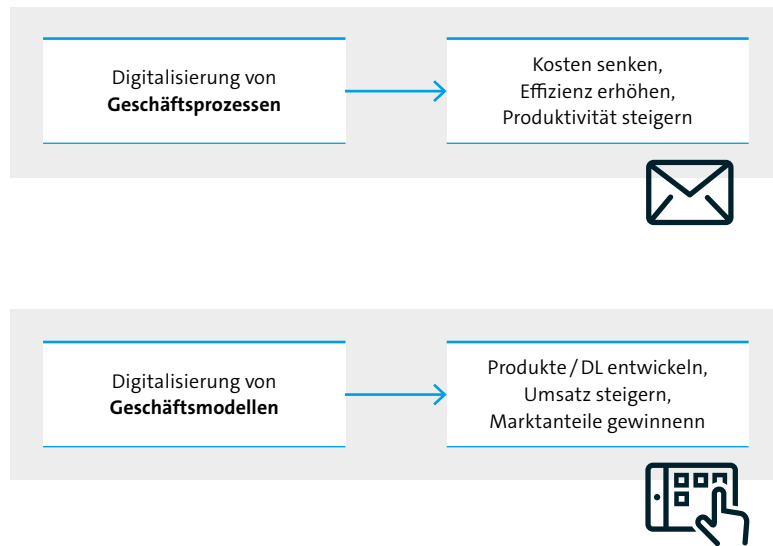 Digitalisierung von
Geschäftsprozessen
Kosten senken,
Effizienz erhöhen,
Produktivität steigern
Digitalisierung von
Geschäftsmodellen
Produkte / DL entwickeln,
Umsatz steigern,
Marktanteile gewinnenn